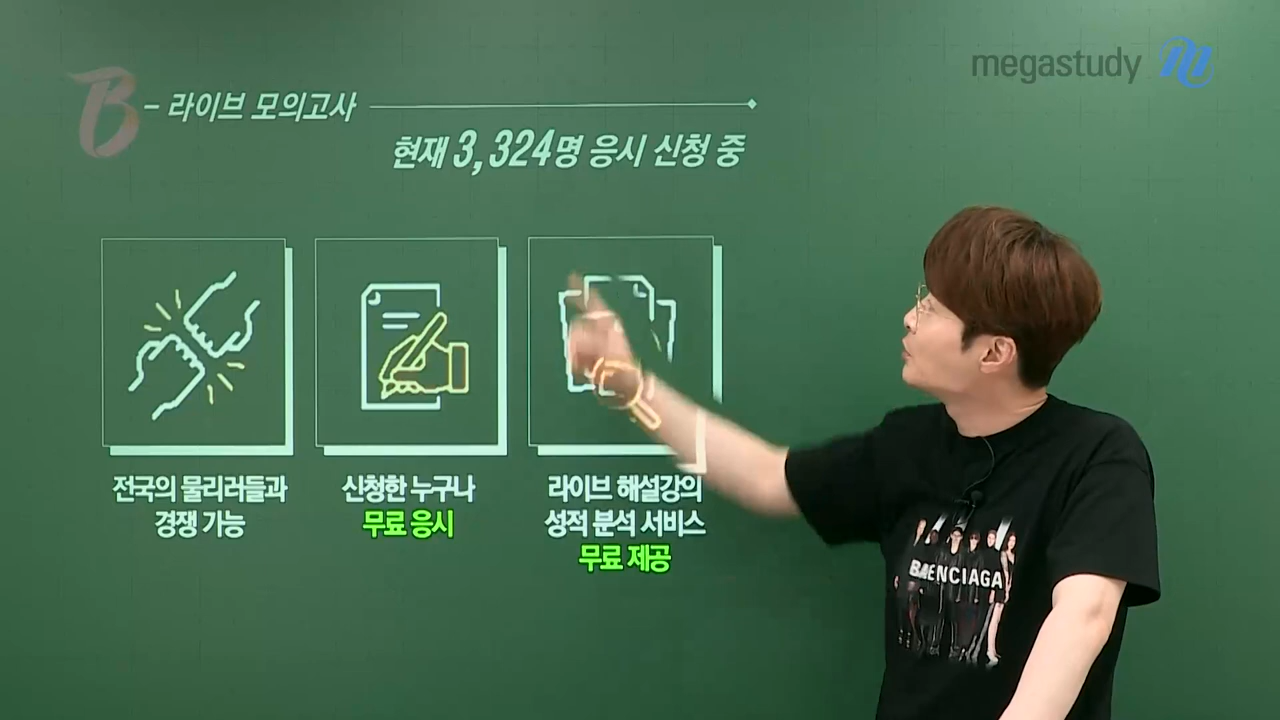 megastudy
B - 라이브 모의고사
현재 3,324명 응시 신청 중
전국의 물리러들과
경쟁 가능
신청한 누구나
무료 응시
라이브 해설강의
성적 분석 서비스
무료 제공
BALENCIAGA